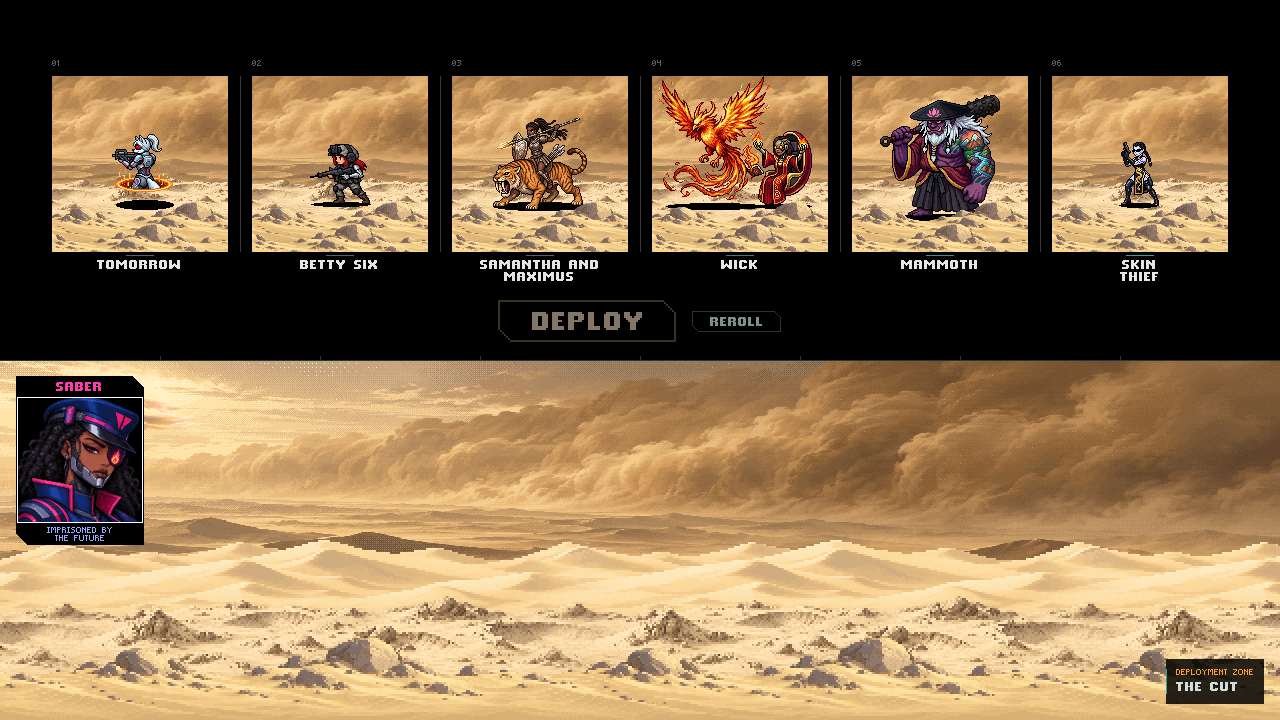 01
02
03
04
05
06
TOMORROW
BETTY SIX
SAMANTHA AND
MAXIMUS
WICK
MAMMOTH
SKIN
THIEF
DEPLOY
REROLL
SABER
IMPRISONED BY
THE FUTURE
DEPLOYMENT ZONE
THE CUT